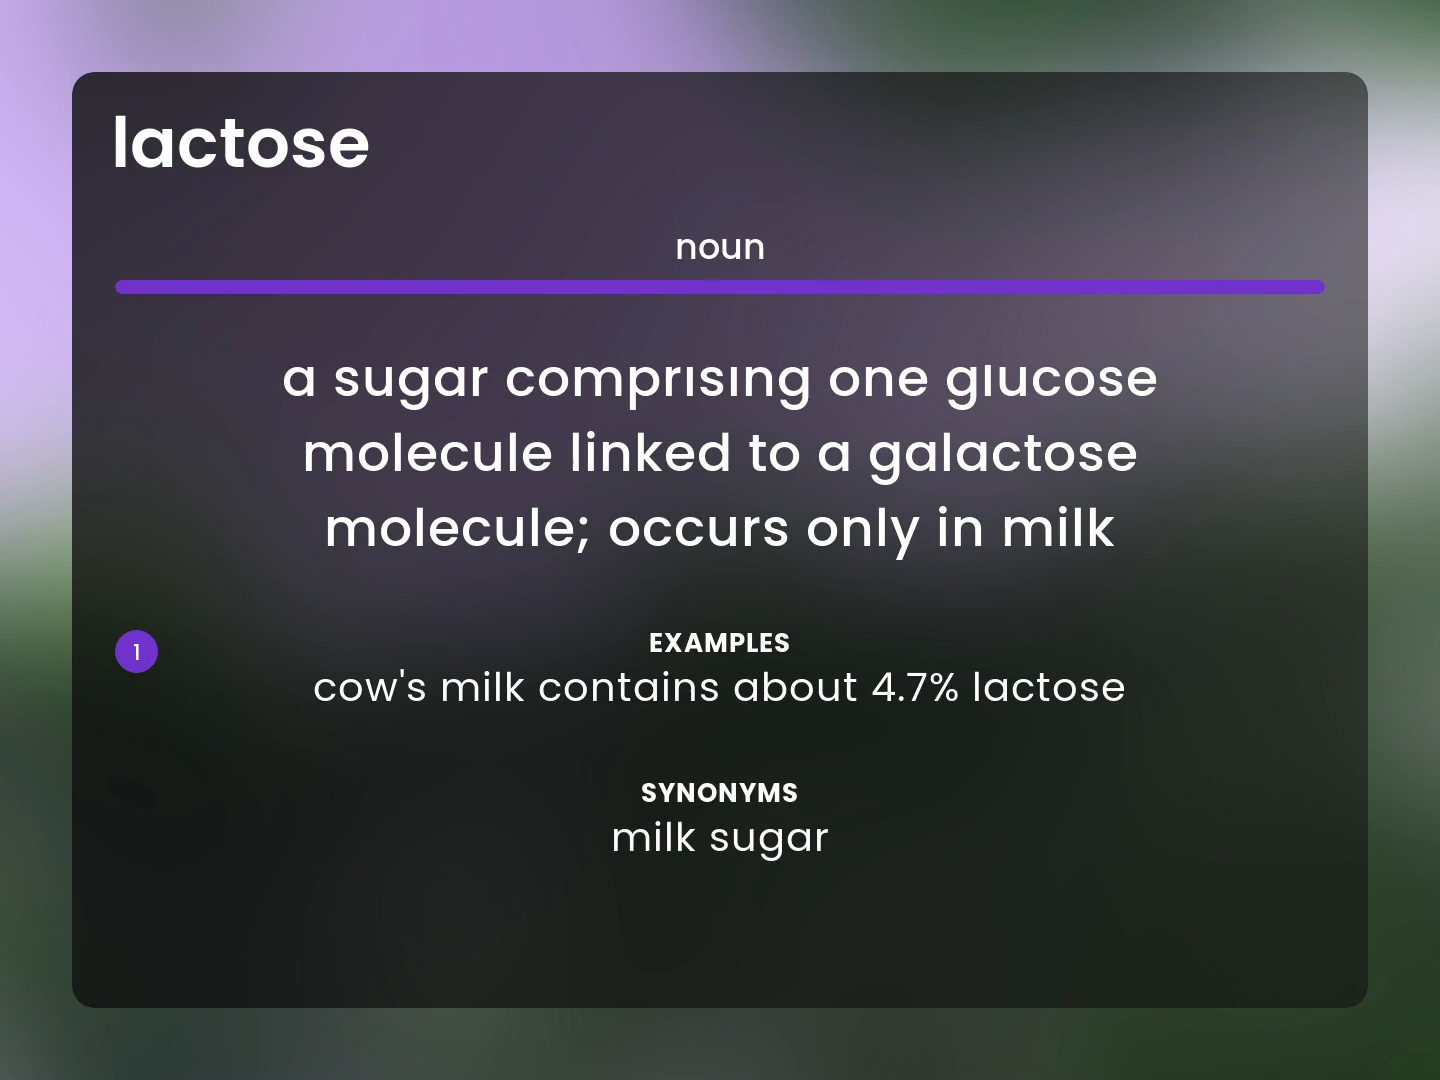 lactose
noun
a sugar comprising one glucose
molecule linked to a galactose
molecule; occurs only in milk
1
EXAMPLES
cow's milk contains about 4.7% lactose
SYNONYMS
milk sugar